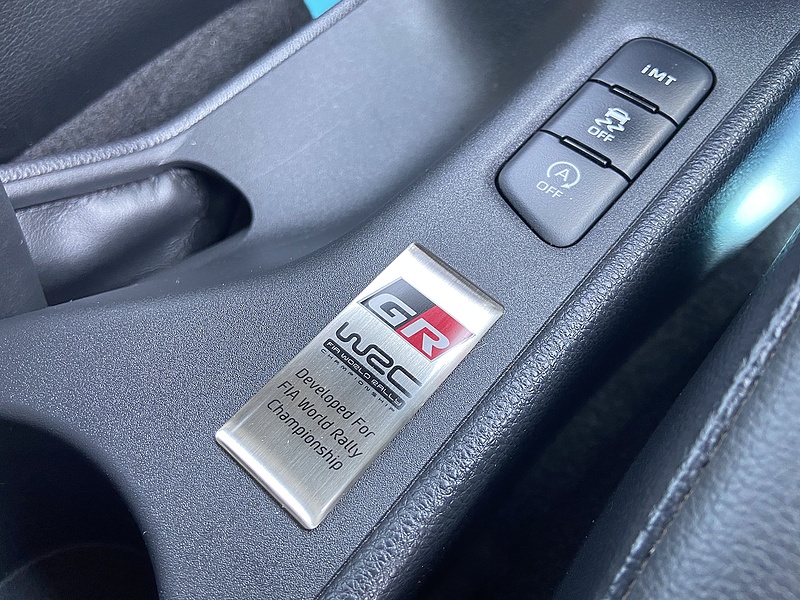 iMT
OFF
A
OFF
GR
WRC
FIA WORLD RALLY
CHAMPIONSHIP
Developed For
FIA World Rally
Championship